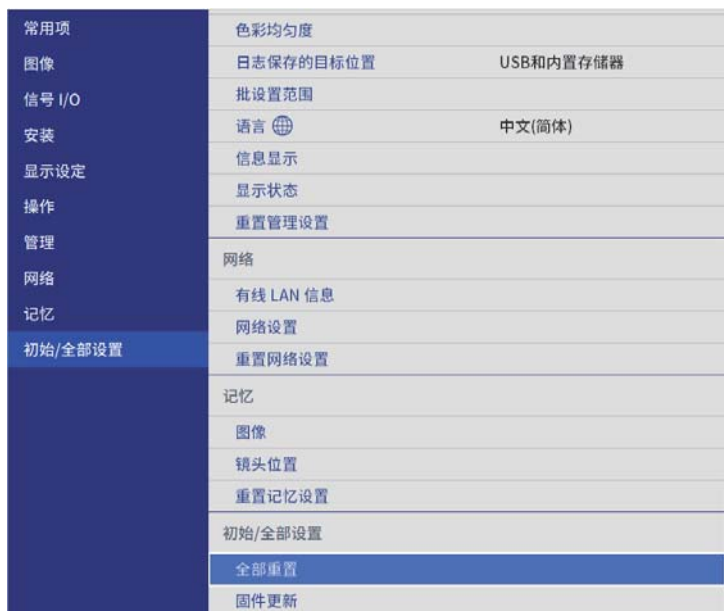 常用项
图像
信号 I/O
安装
显示设定
操作
管理
网络
记忆
初始/全部设置
色彩均匀度
日志保存的目标位置 USB和内置存储器
批设置范围
语言 中文(简体)
信息显示
显示状态
重置管理设置
网络
有线 LAN 信息
网络设置
重置网络设置
记忆
图像
镜头位置
重置记忆设置
初始/全部设置
全部重置
固件更新